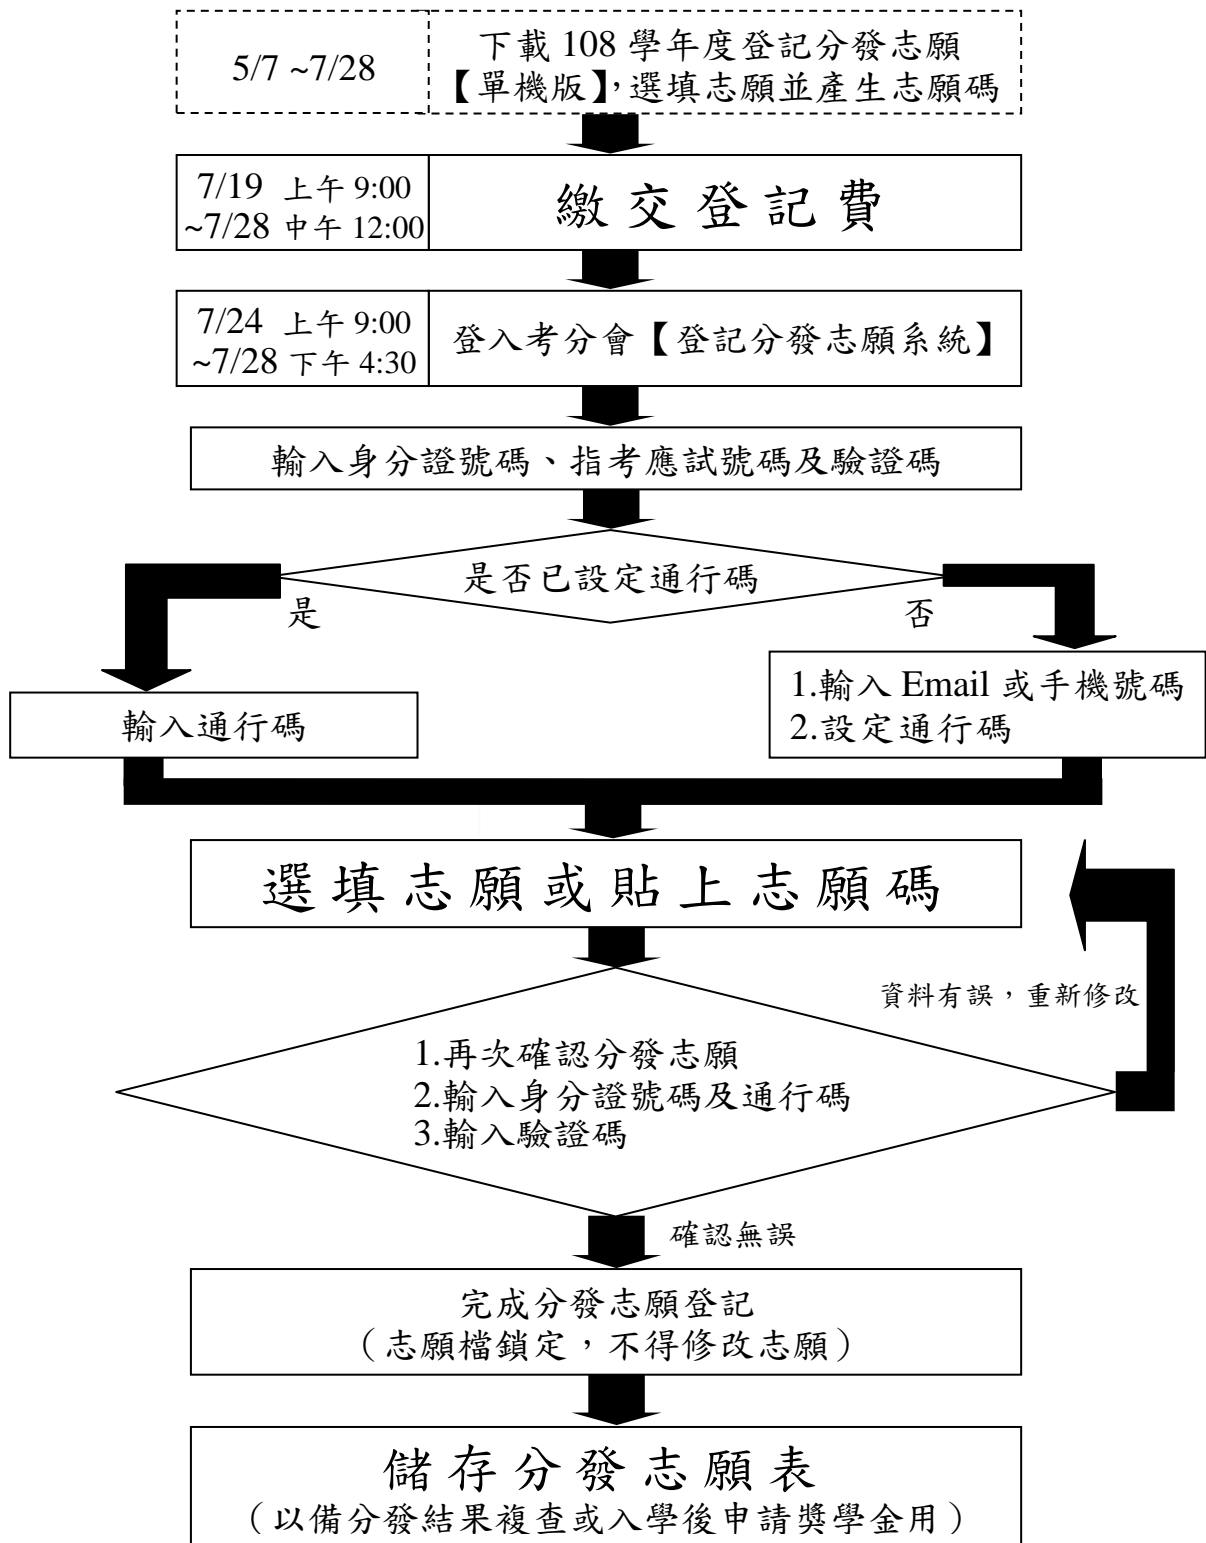 5/7 ~7/28
下載 108 學年度登記分發志願
【單機版】,選填志願並產生志願碼
7/19 上午 9:00
~7/28 中午 12:00
繳交登記費
7/24 上午 9:00
~7/28 下午 4:30
登入考分會【登記分發志願系統】
輸入身分證號碼、指考應試號碼及驗證碼
是否已設定通行碼
是
否
輸入通行碼
1.輸入 Email 或手機號碼
2.設定通行碼
選填志願或貼上志願碼
資料有誤，重新修改
1.再次確認分發志願
2.輸入身分證號碼及通行碼
3.輸入驗證碼
確認無誤
完成分發志願登記
（志願檔鎖定，不得修改志願）
儲存分發志願表
（以備分發結果複查或入學後申請獎學金用）